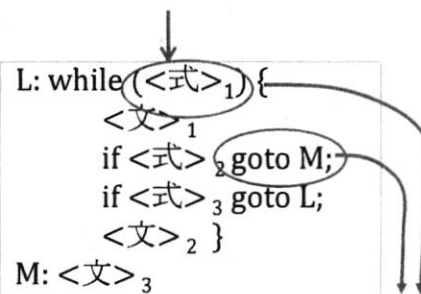 L: while (<式>₁) {
<文>₁
if <式>₂ goto M;
if <式>₃ goto L;
<文>₂ }
M: <文>₃